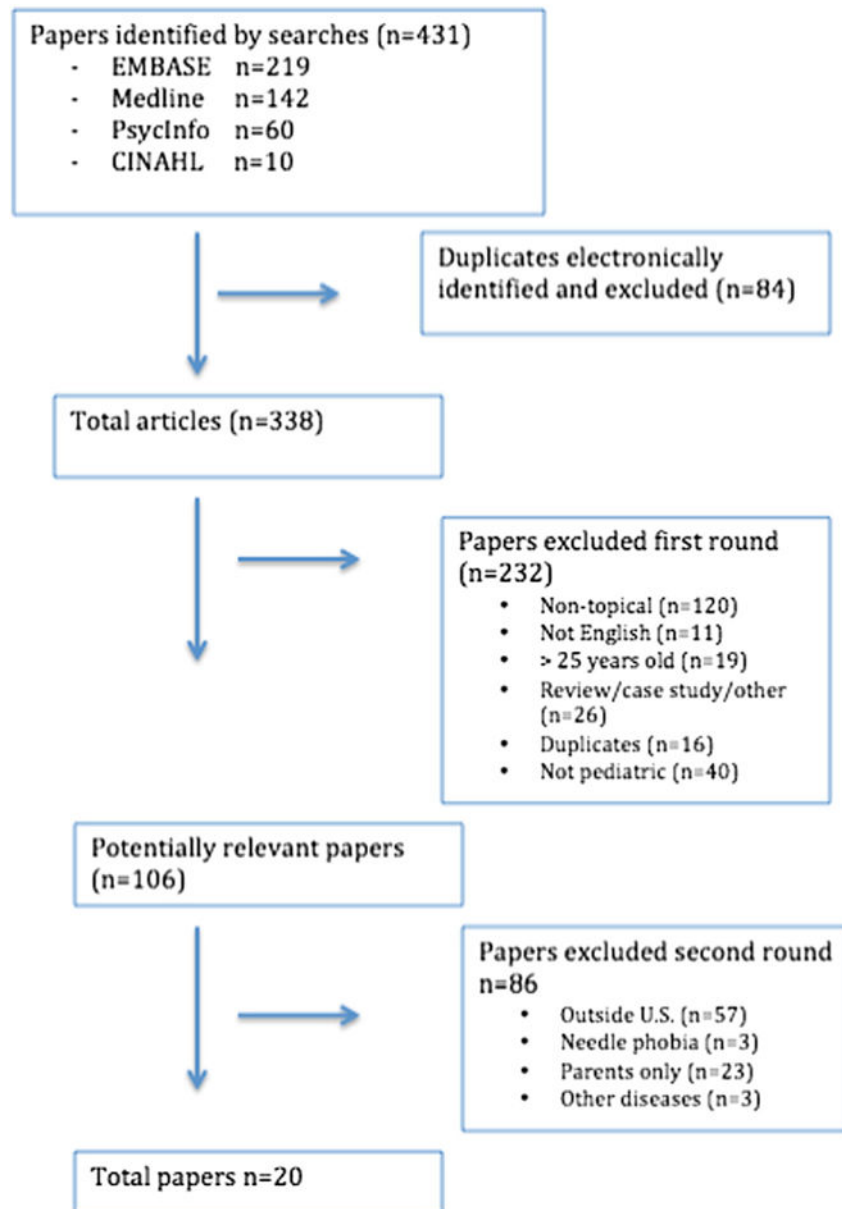 Papers identified by searches (n=431)
- EMBASE n=219
- Medline n=142
- PsycInfo n=60
- CINAHL n=10
Duplicates electronically
identified and excluded (n=84)
Total articles (n=338)
Papers excluded first round
(n=232)
• Non-topical (n=120)
• Not English (n=11)
• > 25 years old (n=19)
• Review/case study/other
(n=26)
• Duplicates (n=16)
• Not pediatric (n=40)
Potentially relevant papers
(n=106)
Papers excluded second round
n=86
• Outside U.S. (n=57)
• Needle phobia (n=3)
• Parents only (n=23)
• Other diseases (n=3)
Total papers n=20